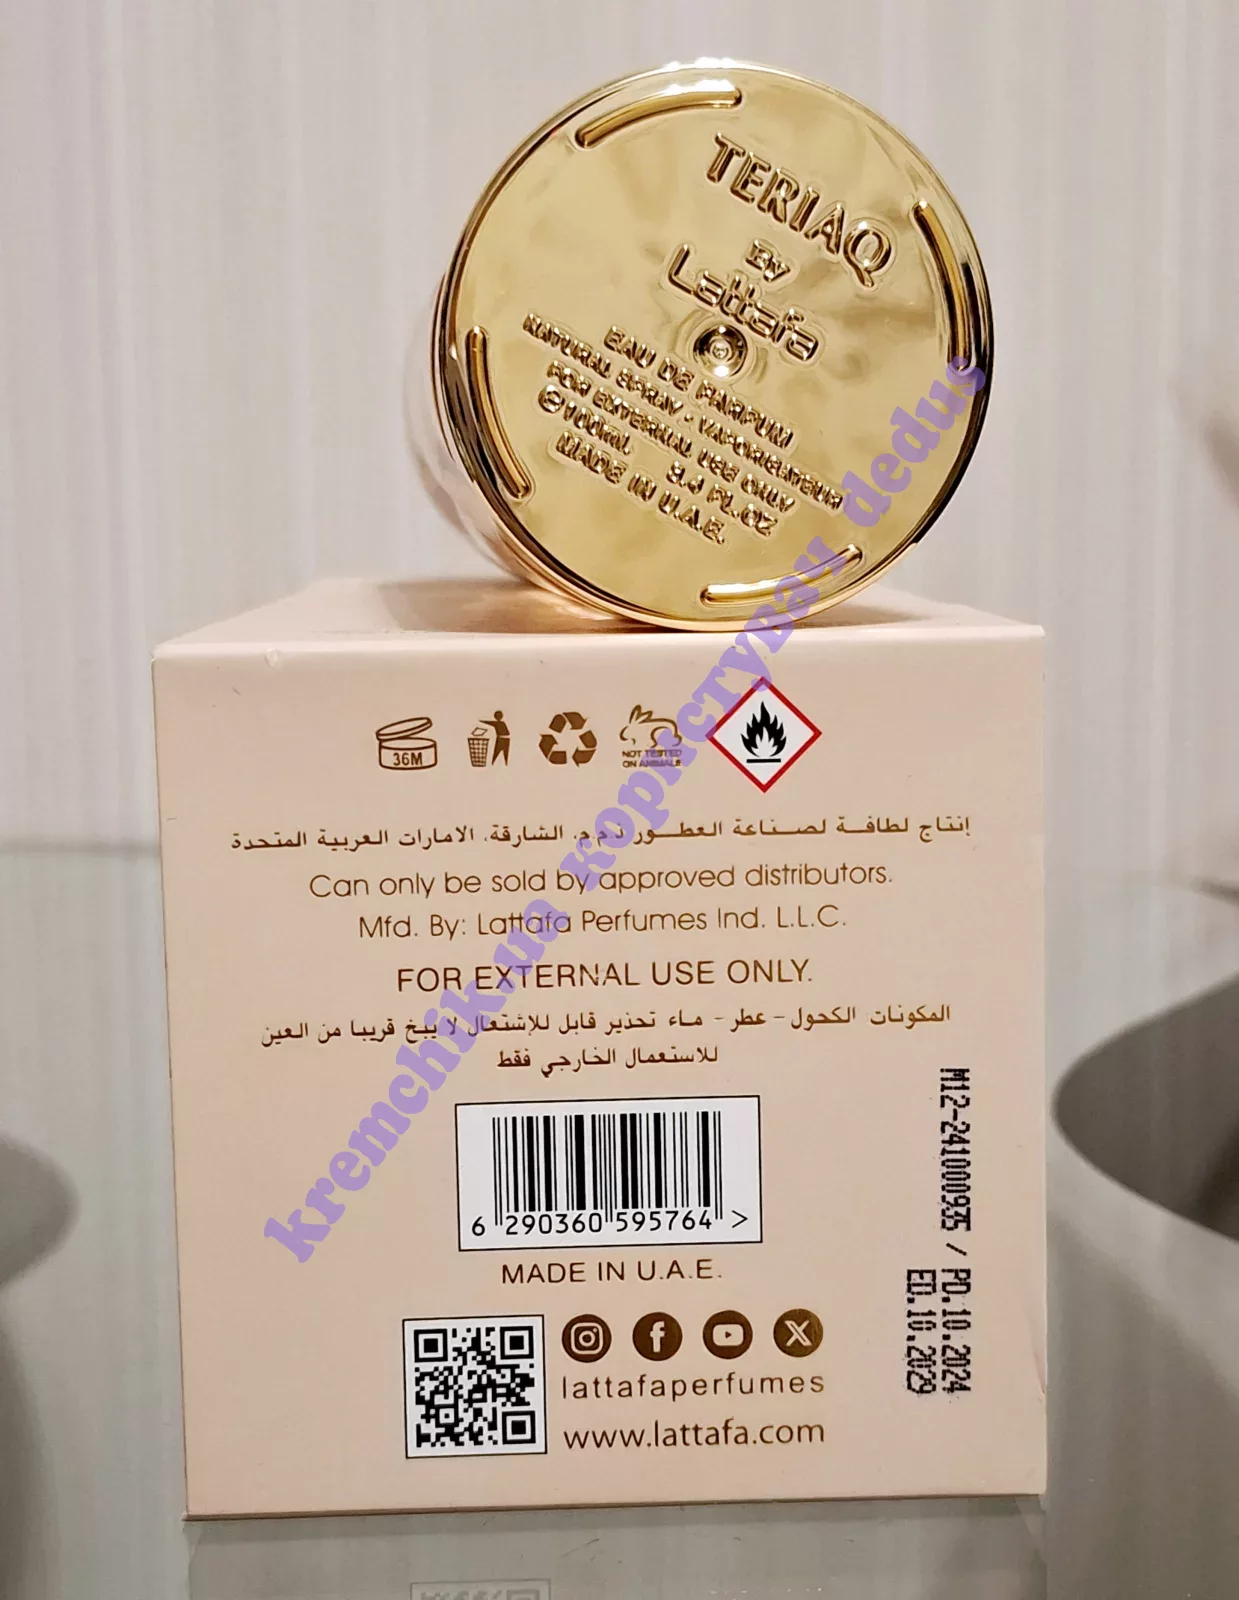 TERIAQ
BY
Lattafa
EAU DE PARFUM
NATURAL SPRAY • VAPORISATEUR
FOR EXTERNAL USE ONLY
℮100ML 3.4 FL.OZ
MADE IN U.A.E.
36M
NOT TESTED
ON ANIMALS
إنتاج لطافة لصناعة العطور ذ.م.م. الشارقة. الامارات العربية المتحدة
Can only be sold by approved distributors.
Mfd. By: Lattafa Perfumes Ind. L.L.C.
FOR EXTERNAL USE ONLY.
المكونات الكحول - عطر - ماء تحذير قابل للإشتعال لا يبخ قريبا من العين
للاستعمال الخارجي فقط
6 290360 595764 >
MADE IN U.A.E.
lattafaperfumes
www.lattafa.com
M12-241000935 / PD.10.2024
ED.10.2029
kremchik.ua користувач dedus